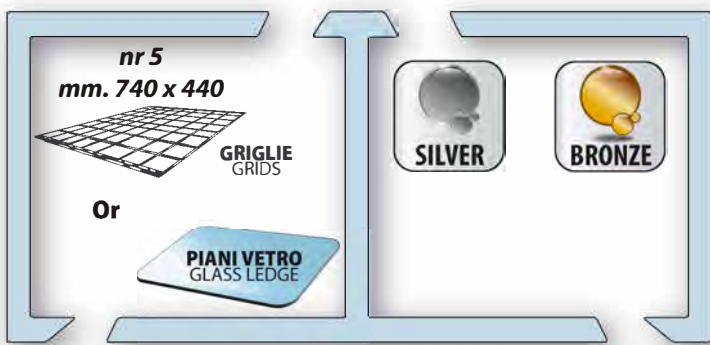 nr 5
mm. 740 x 440
GRIGLIE
GRIDS
Or
PIANI VETRO
GLASS LEDGE
SILVER
BRONZE